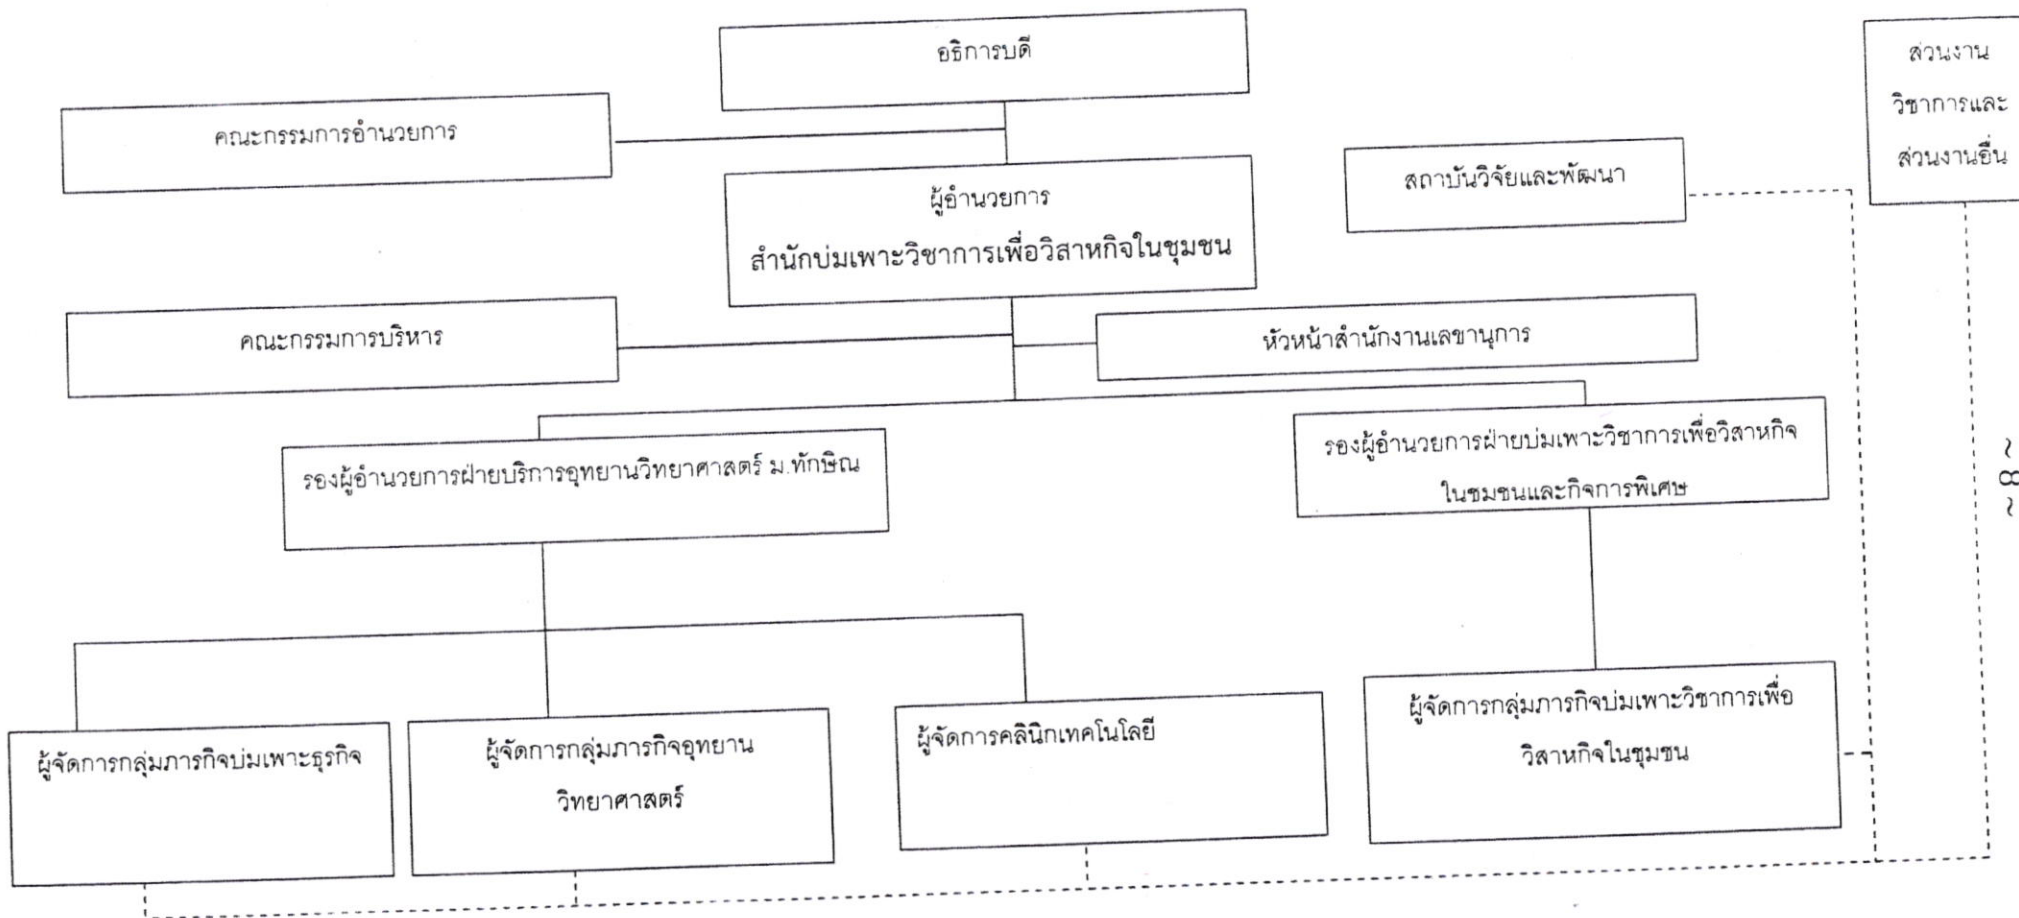 อธิการบดี
ส่วนงาน
วิชาการและ
ส่วนงานอื่น
คณะกรรมการอำนวยการ
สถาบันวิจัยและพัฒนา
ผู้อำนวยการ
สำนักบ่มเพาะวิชาการเพื่อวิสาหกิจในชุมชน
คณะกรรมการบริหาร
หัวหน้าสำนักงานเลขานุการ
รองผู้อำนวยการฝ่ายบริการอุทยานวิทยาศาสตร์ ม.ทักษิณ
รองผู้อำนวยการฝ่ายบ่มเพาะวิชาการเพื่อวิสาหกิจ
ในชมชนและกิจการพิเศษ
~ 8 ~
ผู้จัดการกลุ่มภารกิจบ่มเพาะธุรกิจ
ผู้จัดการกลุ่มภารกิจอุทยาน
วิทยาศาสตร์
ผู้จัดการคลินิกเทคโนโลยี
ผู้จัดการกลุ่มภารกิจบ่มเพาะวิชาการเพื่อ
วิสาหกิจในชุมชน